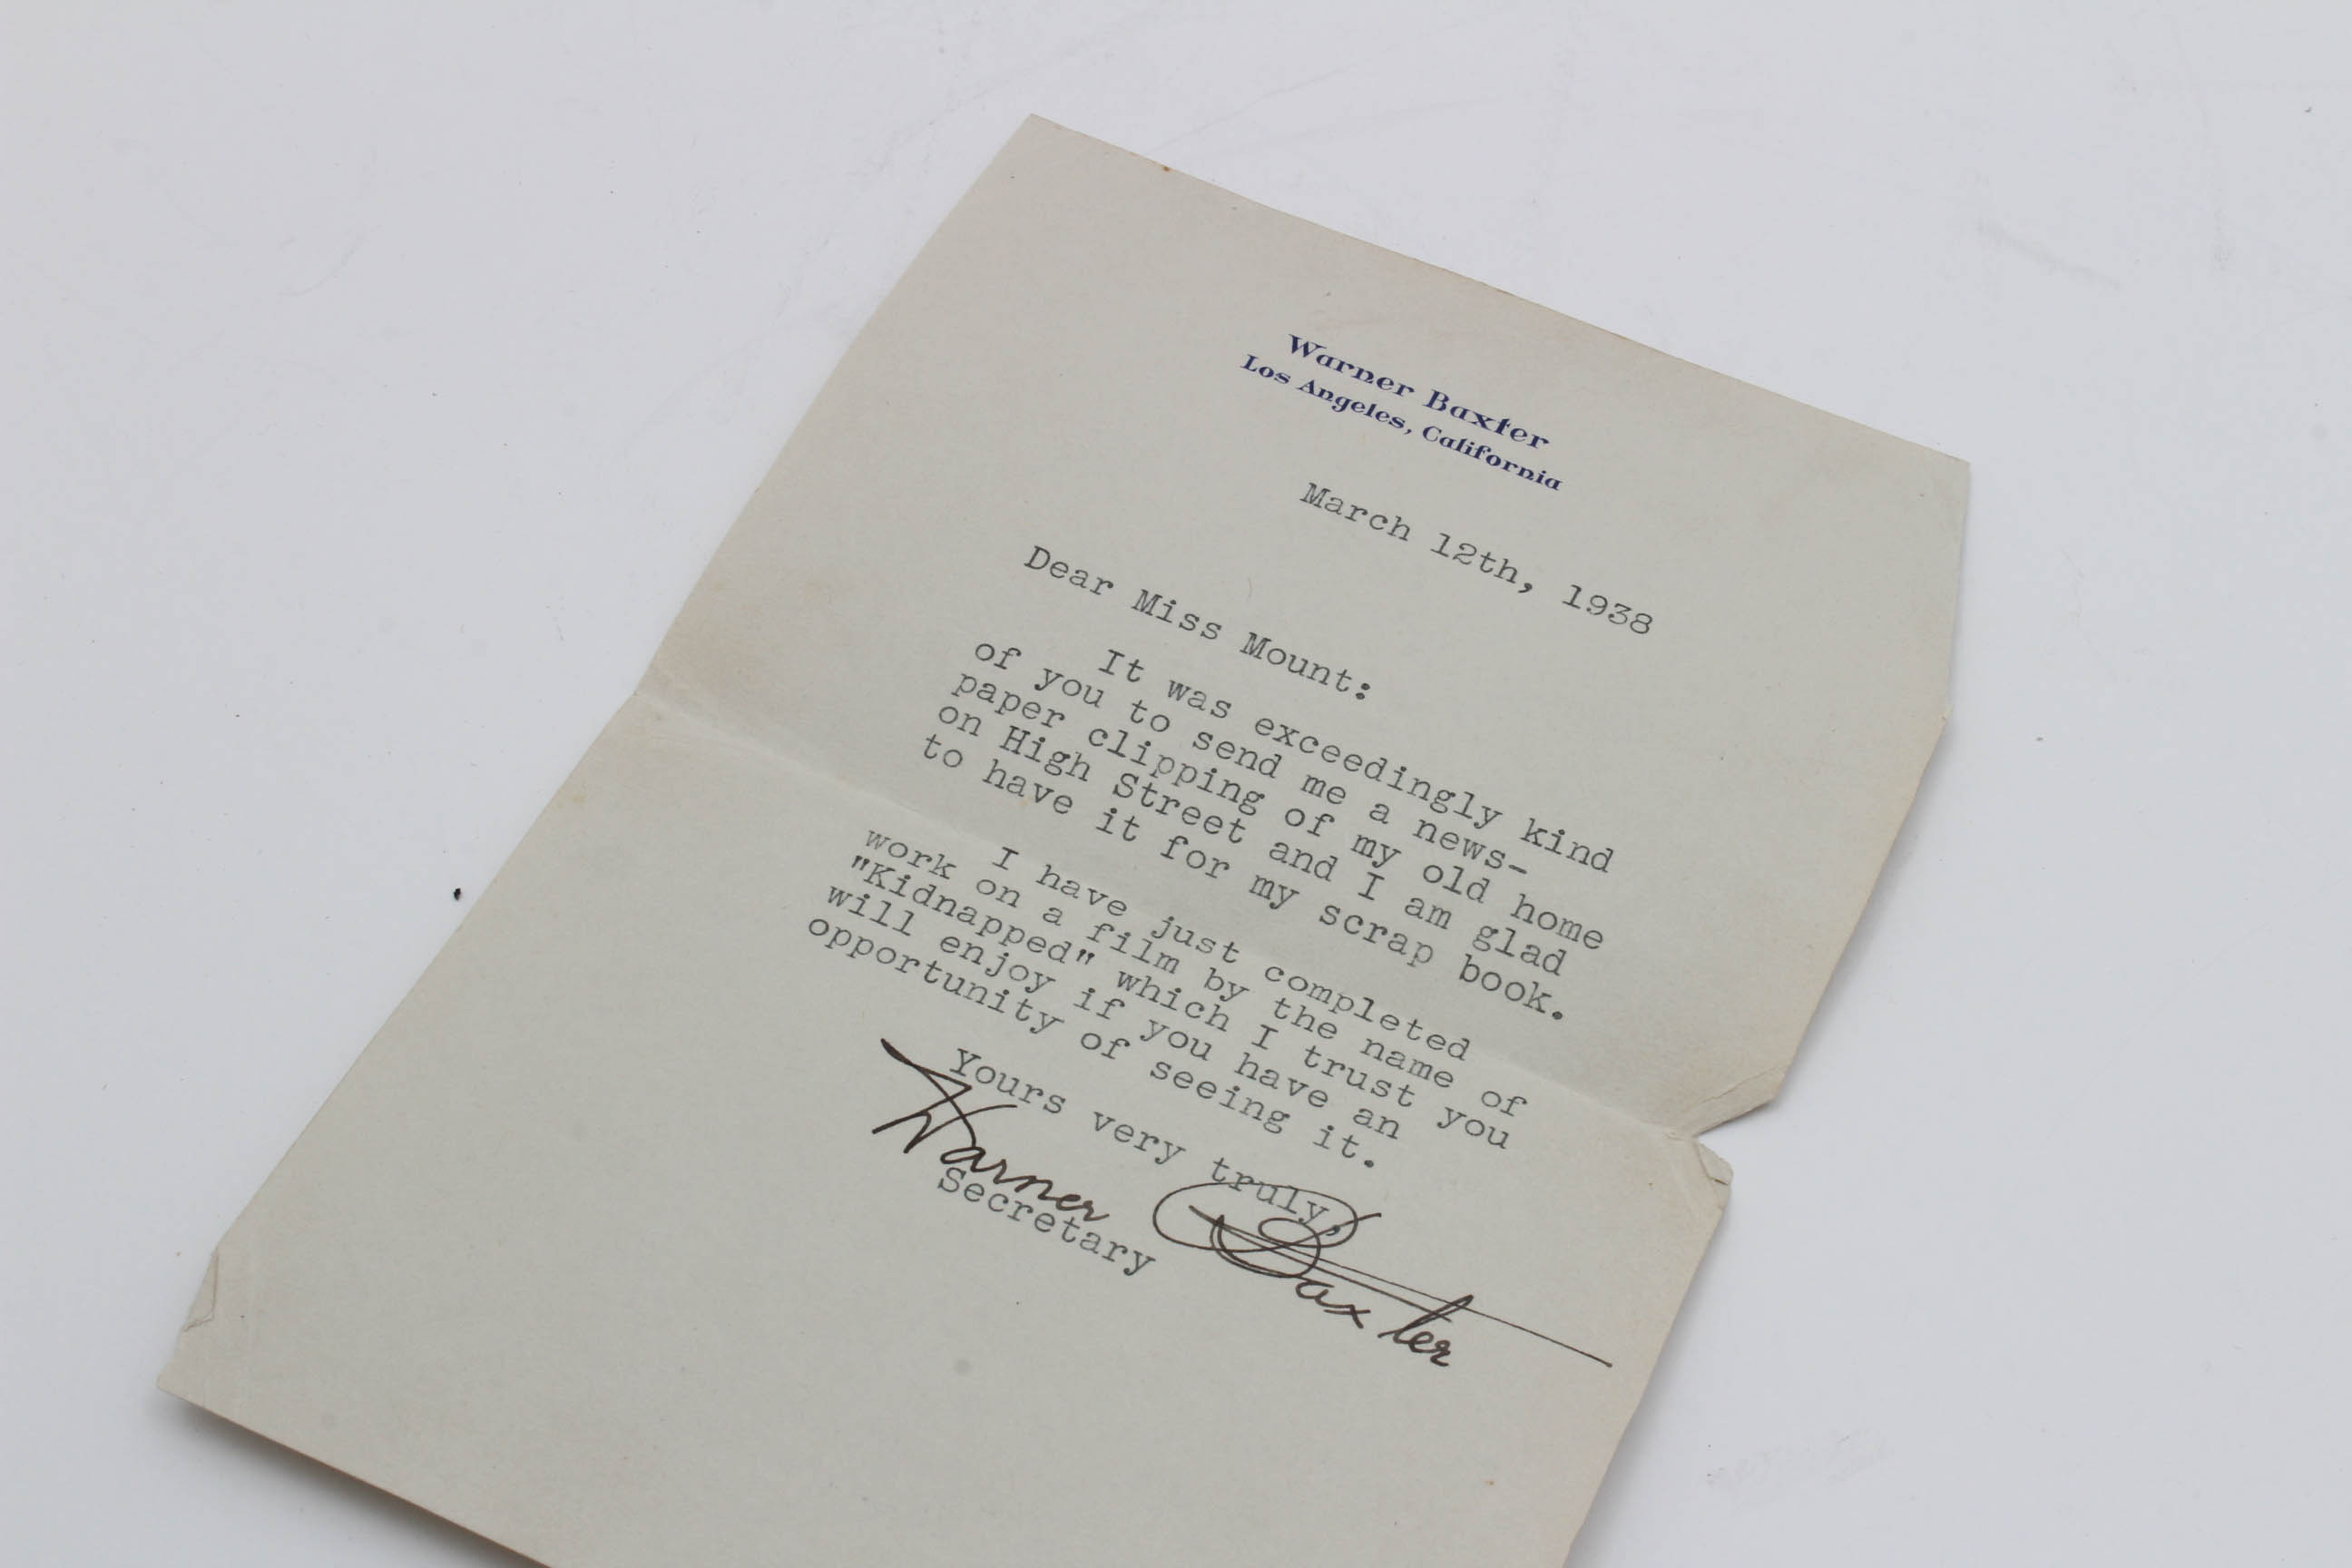 Warner Baxter
Los Angeles, California
March 12th, 1938
Dear Miss Mount:
It was exceedingly kind
of you to send me a news-
paper clipping of my old home
on High Street and I am glad
to have it for my scrap book.
I have just completed
work on a film by the name of
"Kidnapped" which I trust you
will enjoy if you have an
opportunity of seeing it.
Yours very truly,
Warner Baxter
Secretary